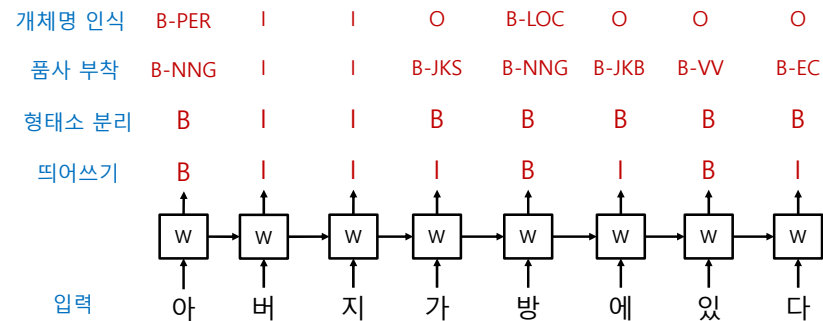 개체명 인식 B-PER I I O B-LOC O O O
품사 부착 B-NNG I I B-JKS B-NNG B-JKB B-VV B-EC
형태소 분리 B I I B B B B B
띄어쓰기 B I I I B I B I
W W W W W W W W
입력 아 버 지 가 방 에 있 다